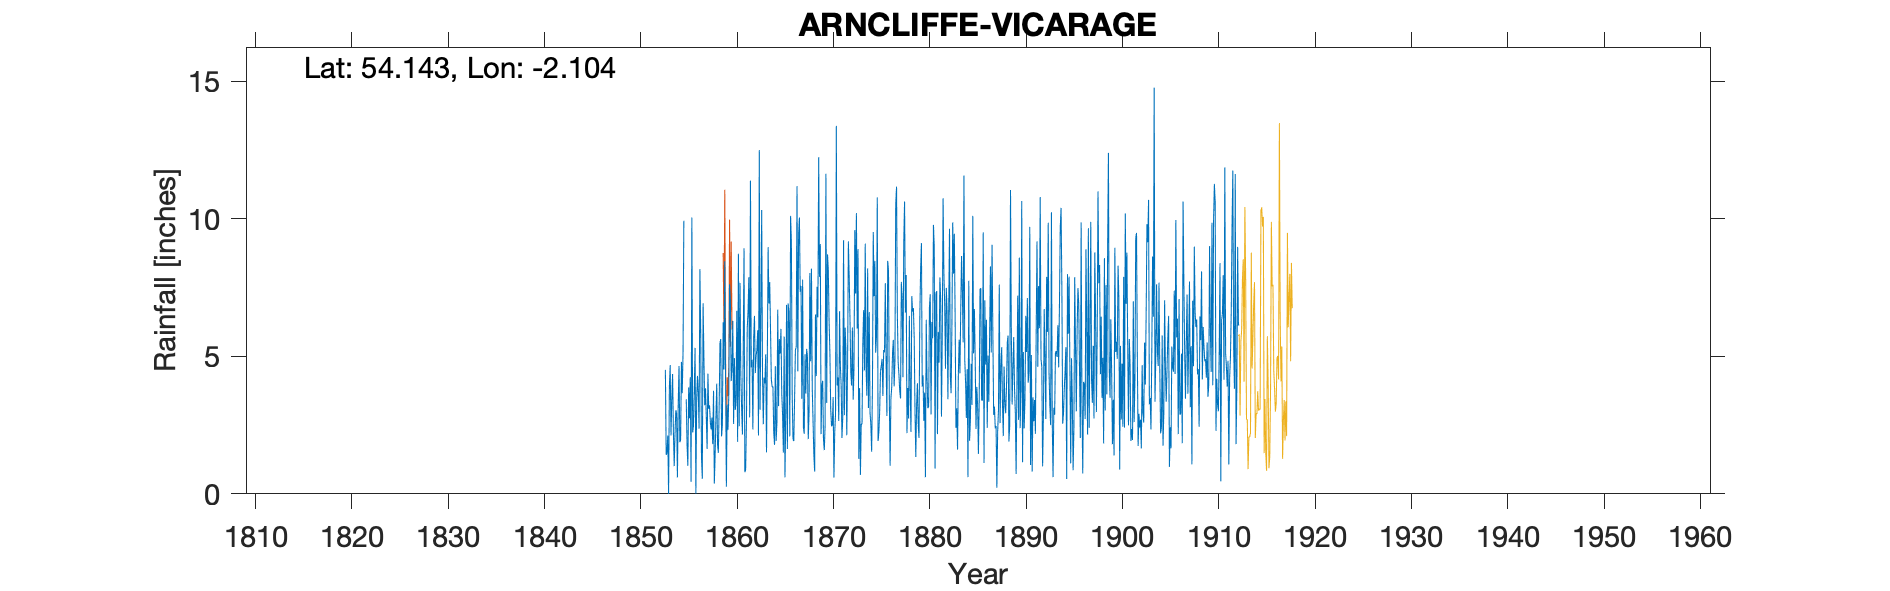 ARNCLIFFE-VICARAGE
Lat: 54.143, Lon: -2.104
15
10
5
0
Rainfall [inches]
1810 1820 1830 1840 1850 1860 1870 1880 1890 1900 1910 1920 1930 1940 1950 1960
Year